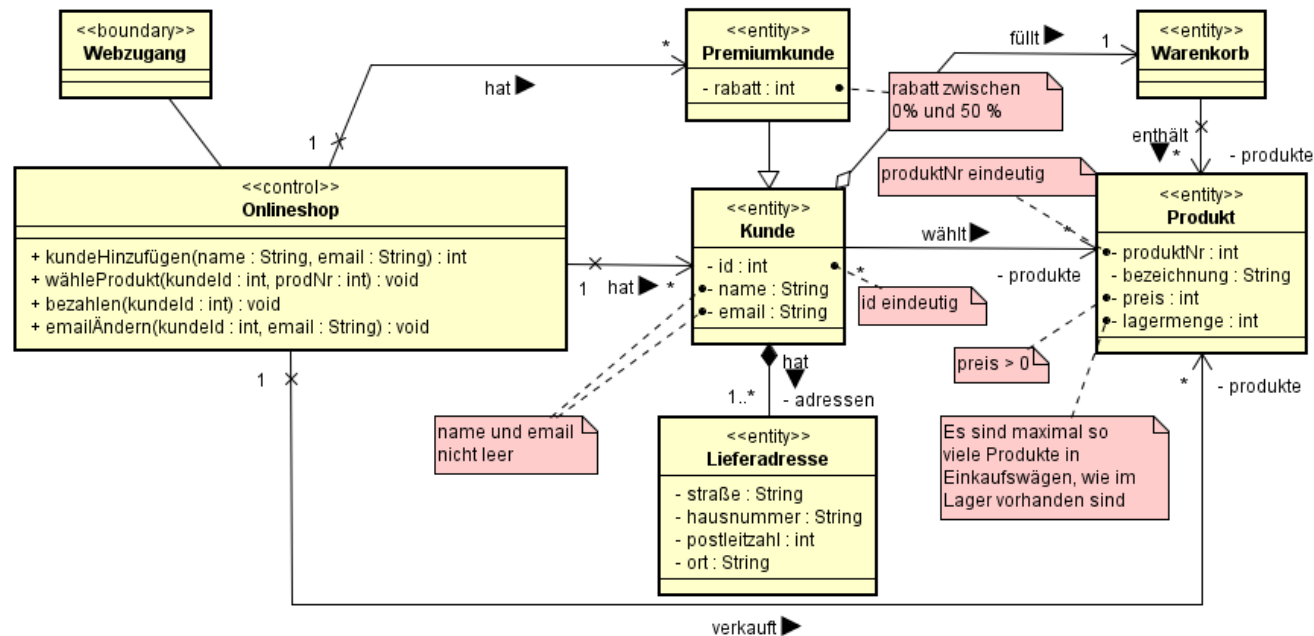 <<boundary>>
Webzugang
<<entity>>
Premiumkunde
- rabatt : int
rabatt zwischen
0% und 50 %
füllt
1
<<entity>>
Warenkorb
*
hat
1
enthält
*
- produkte
<<control>>
Onlineshop
+ kundeHinzufügen(name : String, email : String) : int
+ wähleProdukt(kundeId : int, prodNr : int) : void
+ bezahlen(kundeId : int) : void
+ emailÄndern(kundeId : int, email : String) : void
1
hat
*
<<entity>>
Kunde
- id : int
- name : String
- email : String
produktNr eindeutig
wählt
*
*
- produkte
id eindeutig
<<entity>>
Produkt
- produktNr : int
- bezeichnung : String
- preis : int
- lagermenge : int
preis > 0
1
hat
1..*
- adressen
*
- produkte
name und email
nicht leer
<<entity>>
Lieferadresse
- straße : String
- hausnummer : String
- postleitzahl : int
- ort : String
Es sind maximal so
viele Produkte in
Einkaufswägen, wie im
Lager vorhanden sind
verkauft